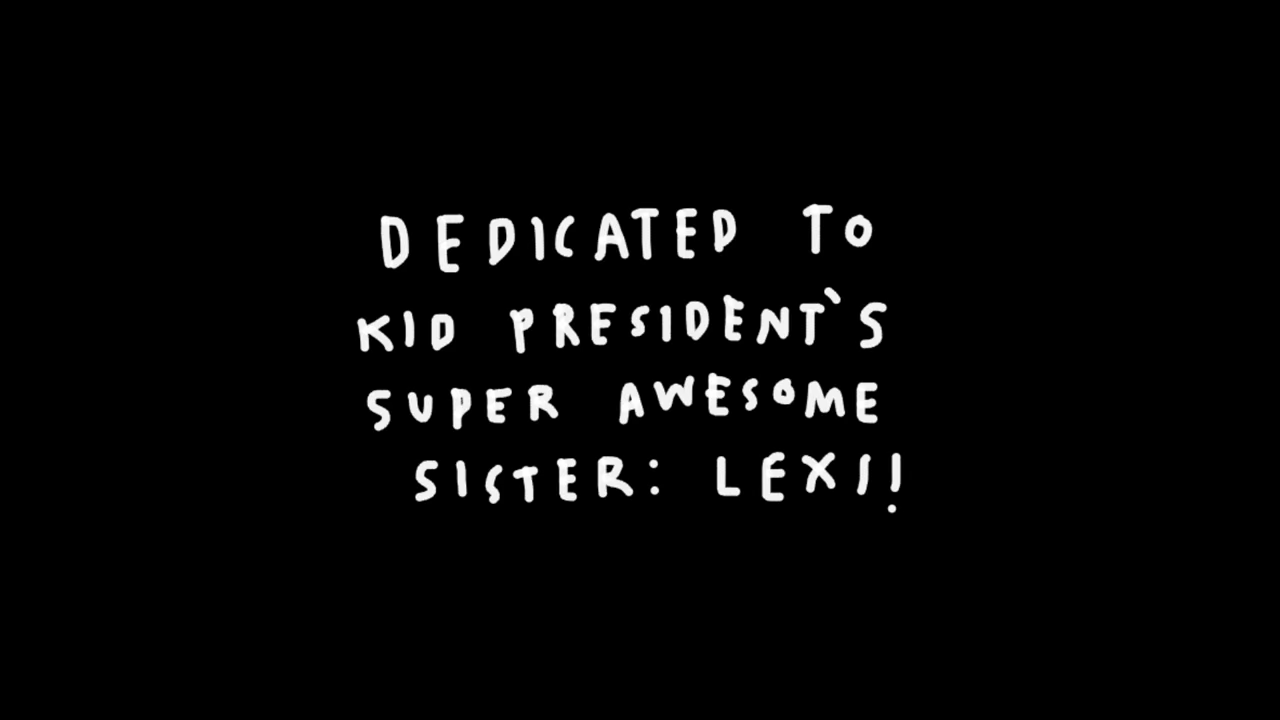 DEDICATED TO
KID PRESIDENT`S
SUPER AWESOME
SISTER: LEXI!